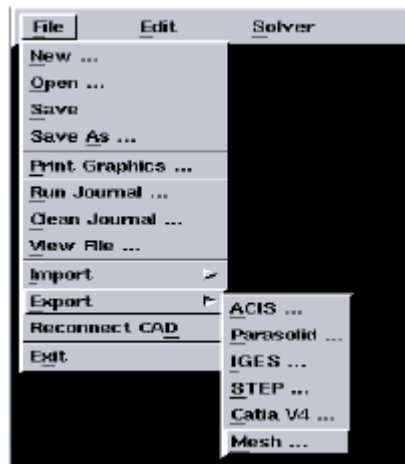 File Edit Solver
New ...
Open ...
Save
Save As ...
Print Graphics ...
Run Journal ...
Clean Journal ...
View File ...
Import
Export
Reconnect CAD
Exit
ACIS ...
Parasolid ...
IGES ...
STEP ...
Catia V4 ...
Mesh ...